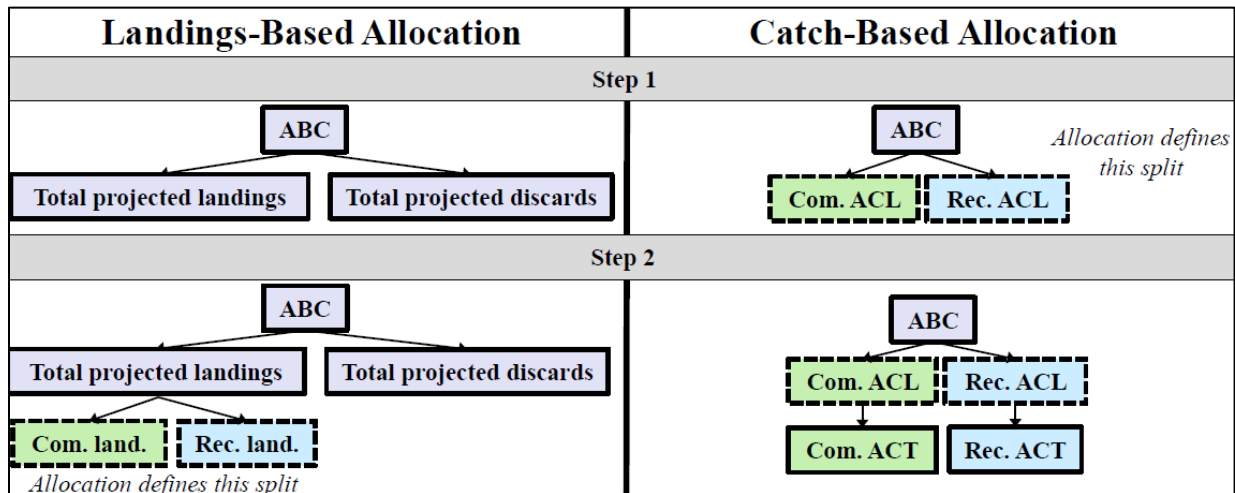 Landings-Based Allocation
Catch-Based Allocation
Step 1
ABC
Total projected landings
Total projected discards
ABC
Allocation defines
this split
Com. ACL
Rec. ACL
Step 2
ABC
Total projected landings
Total projected discards
Com. land.
Rec. land.
Allocation defines this split
ABC
Com. ACL
Rec. ACL
Com. ACT
Rec. ACT